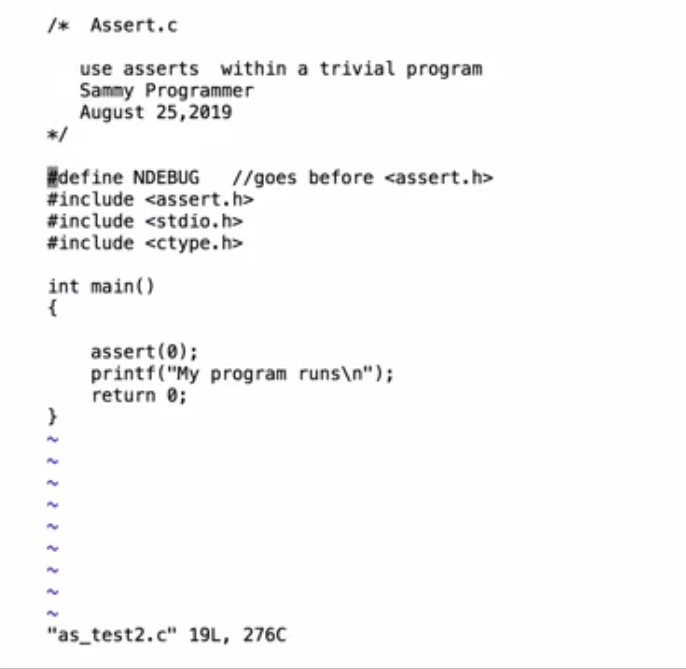 /*  Assert.c
use asserts  within a trivial program
Sammy Programmer
August 25,2019
*/
#define NDEBUG   //goes before <assert.h>
#include <assert.h>
#include <stdio.h>
#include <ctype.h>
int main()
{
assert(0);
printf("My program runs\n");
return 0;
}
~
~
~
~
~
~
~
~
~
"as_test2.c" 19L, 276C